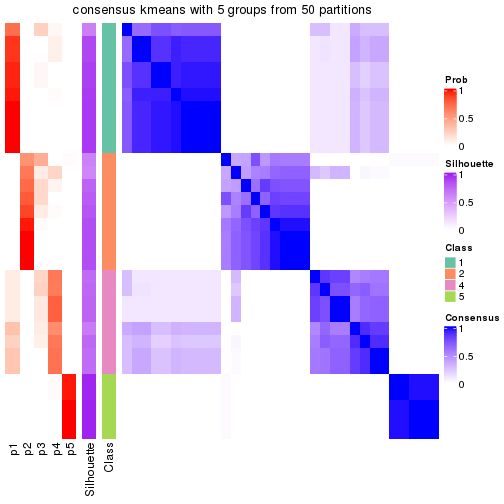 consensus kmeans with 5 groups from 50 partitions
Prob
1
0.5
0
Silhouette
1
0.5
0
Class
1
2
4
5
Consensus
1
0.5
0
p1
p2
p3
p4
p5
Silhouette
Class